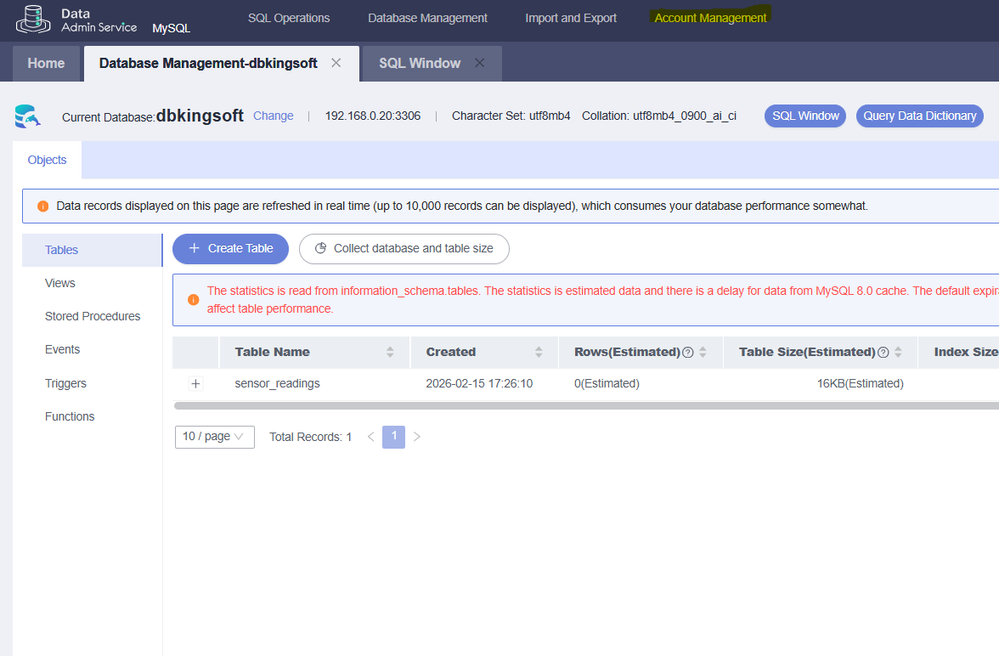 Data
Admin Service MySQL
SQL Operations Database Management Import and Export Account Management
Home Database Management-dbkingsoft SQL Window
Current Database:dbkingsoft Change | 192.168.0.20:3306 | Character Set: utf8mb4 Collation: utf8mb4_0900_ai_ci SQL Window Query Data Dictionary
Objects
Data records displayed on this page are refreshed in real time (up to 10,000 records can be displayed), which consumes your database performance somewhat.
Tables
Views
Stored Procedures
Events
Triggers
Functions
+ Create Table Collect database and table size
The statistics is read from information_schema.tables. The statistics is estimated data and there is a delay for data from MySQL 8.0 cache. The default expira
affect table performance.
Table Name Created Rows(Estimated) Table Size(Estimated) Index Size
+ sensor_readings 2026-02-15 17:26:10 0(Estimated) 16KB(Estimated)
10 / page Total Records: 1 < 1 >